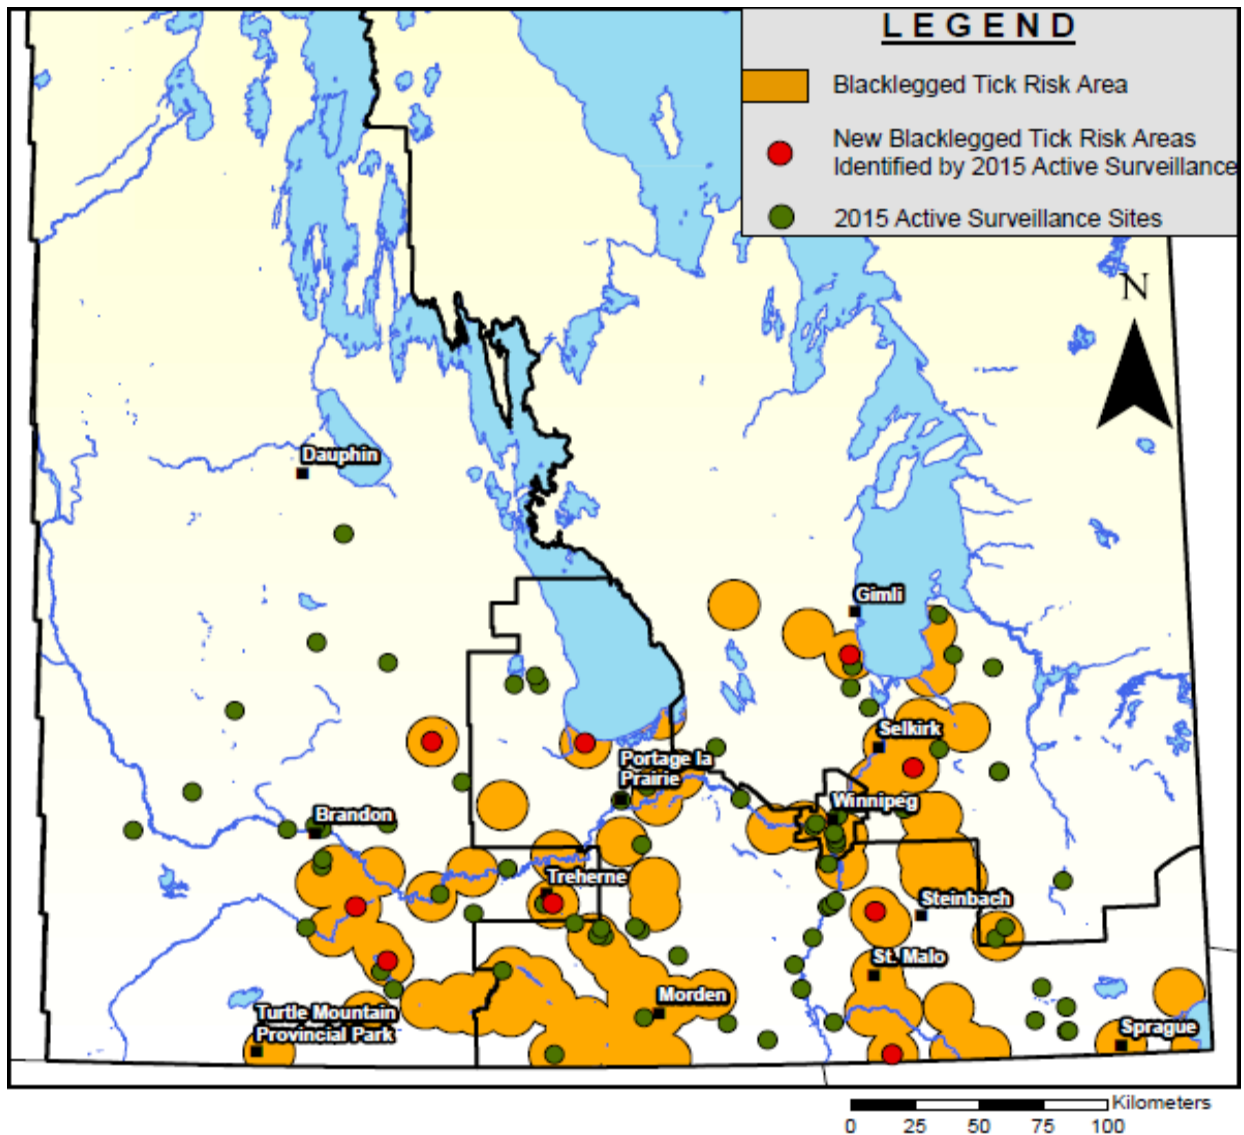 LEGEND
Blacklegged Tick Risk Area
New Blacklegged Tick Risk Areas
Identified by 2015 Active Surveillance
2015 Active Surveillance Sites
N
Dauphin
Gimli
Selkirk
Portage la
Prairie
Winnipeg
Brandon
Treherne
Steinbach
St. Malo
Morden
Turtle Mountain
Provincial Park
Sprague
Kilometers
0 25 50 75 100